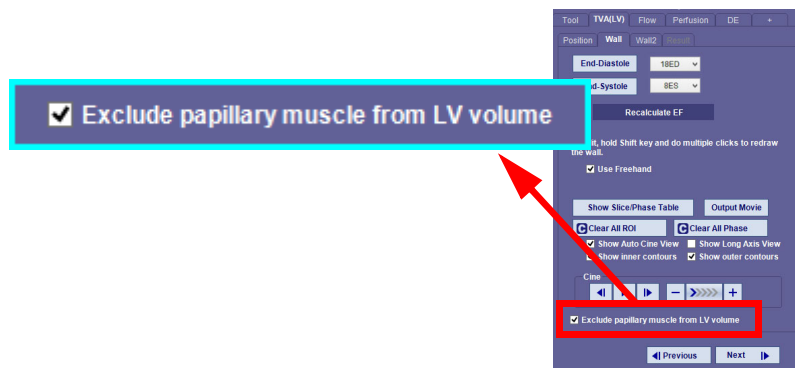 Tool TVA(LV) Flow Perfusion DE +
Position Wall Wall2 Result
End-Diastole 18ED
d-Systole 8ES
Exclude papillary muscle from LV volume
Recalculate EF
it, hold Shift key and do multiple clicks to redraw
the wall.
Use Freehand
Show Slice/Phase Table Output Movie
C Clear All ROI C Clear All Phase
Show Auto Cine View Show Long Axis View
Show inner contours Show outer contours
Cine
Exclude papillary muscle from LV volume
Previous Next